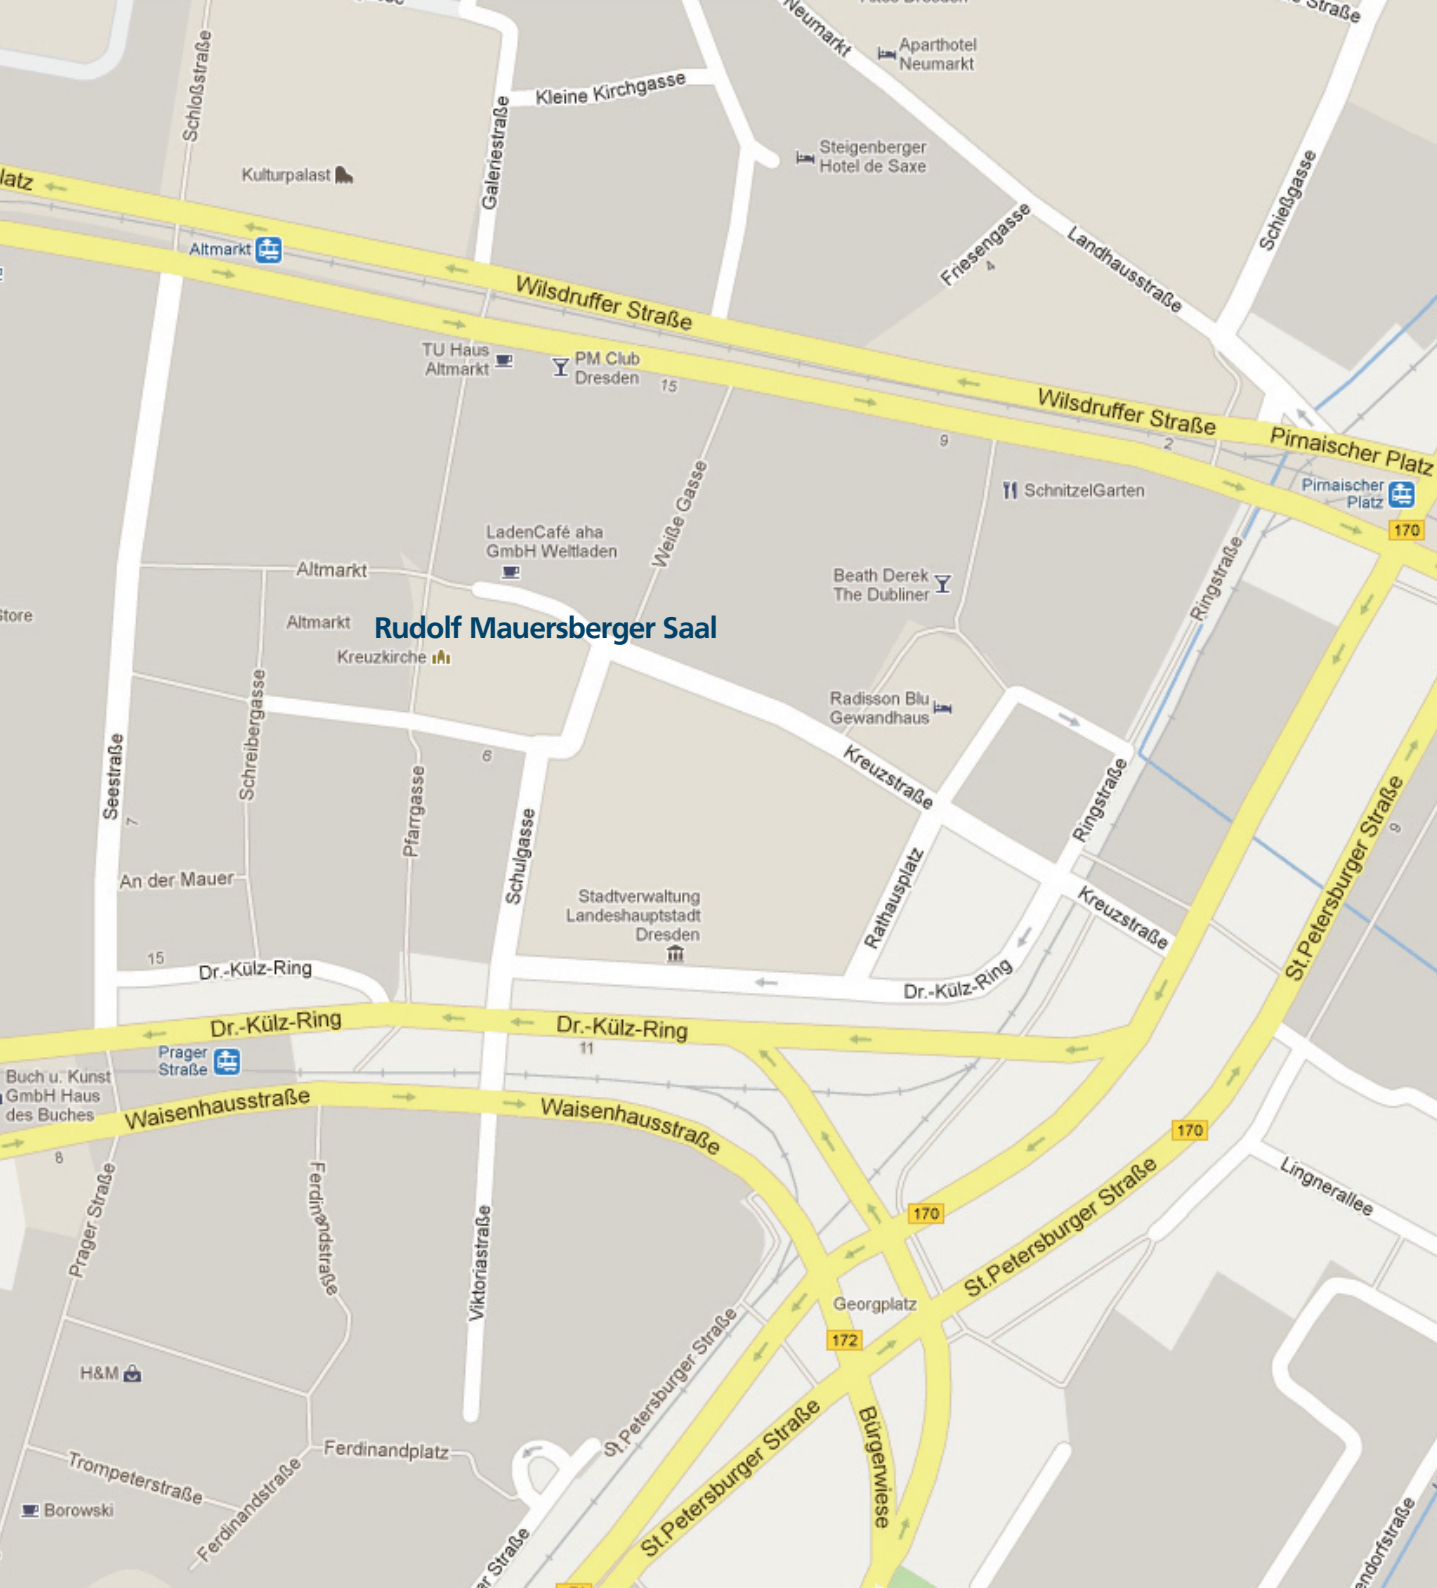 Straße
Neumarkt
Aparthotel
Neumarkt
Schloßstraße
Kleine Kirchgasse
Galeriestraße
Steigenberger
Hotel de Saxe
Kulturpalast
latz
Schießgasse
Friesengasse
4
Landhausstraße
Altmarkt
Wilsdruffer Straße
TU Haus
Altmarkt
PM Club
Dresden
15
Wilsdruffer Straße
Pirnaischer Platz
9
2
SchnitzelGarten
Pirnaischer
Platz
170
Weiße Gasse
LadenCafé aha
GmbH Weltladen
Altmarkt
Beath Derek
The Dubliner
Ringstraße
Store
Altmarkt
Rudolf Mauersberger Saal
Kreuzkirche
Radisson Blu
Gewandhaus
Schreibergasse
6
Seestraße
7
Pfarrgasse
Kreuzstraße
Ringstraße
9
Schulgasse
St.Petersburger Straße
An der Mauer
Rathausplatz
Stadtverwaltung
Landeshauptstadt
Dresden
Kreuzstraße
15
Dr.-Külz-Ring
Dr.-Külz-Ring
Dr.-Külz-Ring
Dr.-Külz-Ring
11
Prager
Straße
Buch u. Kunst
GmbH Haus
des Buches
Waisenhausstraße
Waisenhausstraße
170
8
Prager Straße
Ferdinandstraße
Lingnerallee
170
Viktoriastraße
St.Petersburger Straße
Georgplatz
172
H&M
St.Petersburger Straße
Ferdinandplatz
Trompeterstraße
Ferdinandstraße
Borowski
St.Petersburger Straße
Bürgerwiese
er Straße
endorfstraße